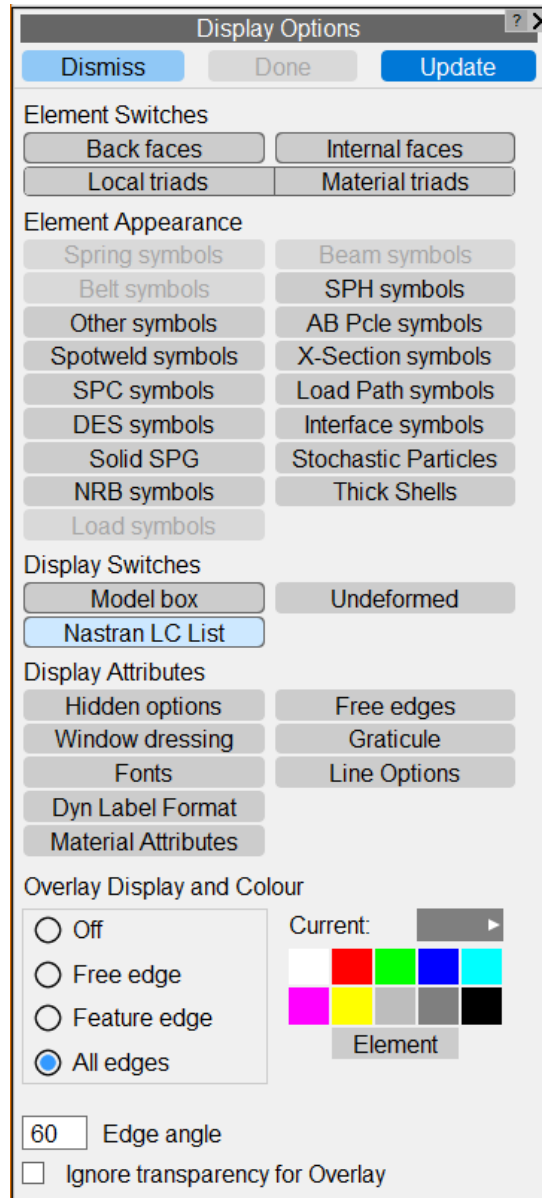 Display Options ?
Dismiss Done Update
Element Switches
Back faces Internal faces
Local triads Material triads
Element Appearance
Spring symbols Beam symbols
Belt symbols SPH symbols
Other symbols AB Pcle symbols
Spotweld symbols X-Section symbols
SPC symbols Load Path symbols
DES symbols Interface symbols
Solid SPG Stochastic Particles
NRB symbols Thick Shells
Load symbols
Display Switches
Model box Undeformed
Nastran LC List
Display Attributes
Hidden options Free edges
Window dressing Graticule
Fonts Line Options
Dyn Label Format
Material Attributes
Overlay Display and Colour
Off Current:
Free edge
Feature edge
All edges Element
60 Edge angle
Ignore transparency for Overlay